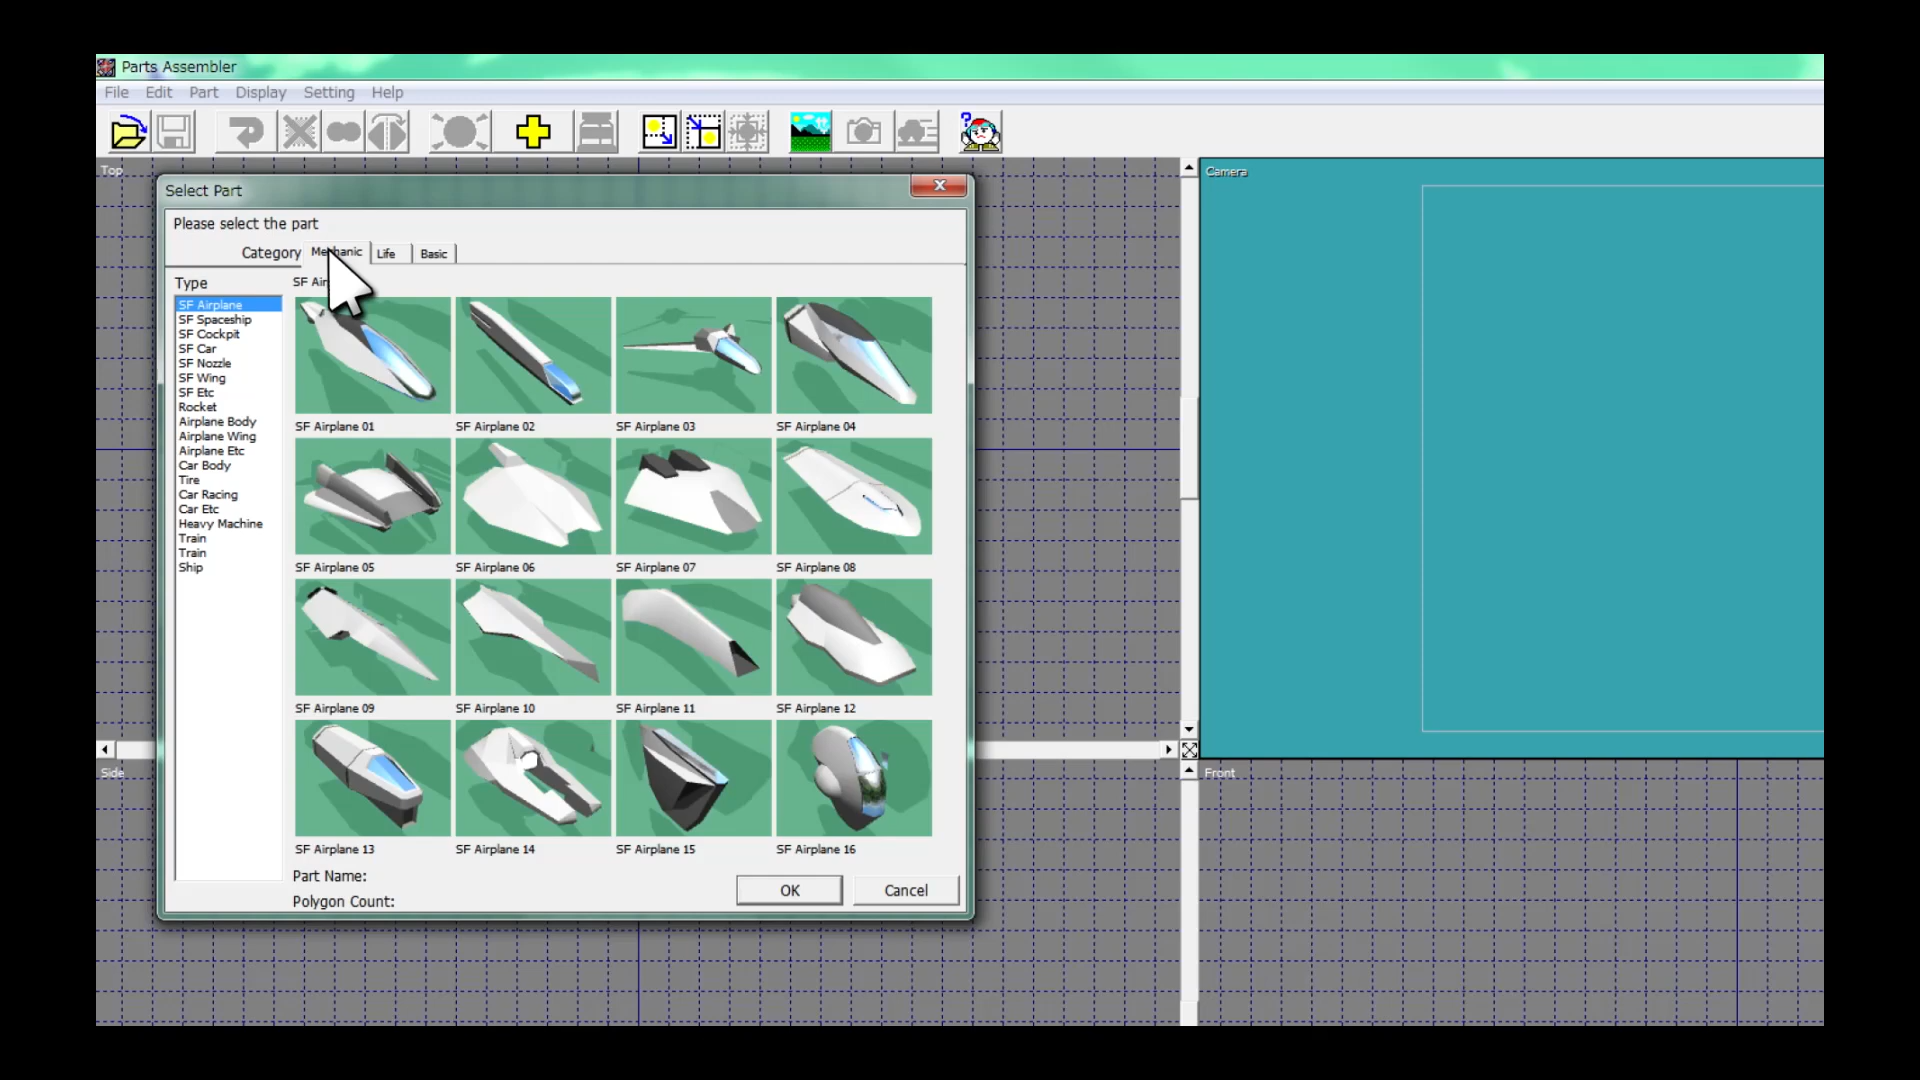 Parts Assembler
File Edit Part Display Setting Help
Top
Camera
Select Part
Please select the part
Category Mechanic Life Basic
Type
SF Airplane
SF Spaceship
SF Cockpit
SF Car
SF Nozzle
SF Wing
SF Etc
Rocket
Airplane Body
Airplane Wing
Airplane Etc
Car Body
Tire
Car Racing
Car Etc
Heavy Machine
Train
Train
Ship
SF
SF Airplane 01 SF Airplane 02 SF Airplane 03 SF Airplane 04
SF Airplane 05 SF Airplane 06 SF Airplane 07 SF Airplane 08
SF Airplane 09 SF Airplane 10 SF Airplane 11 SF Airplane 12
SF Airplane 13 SF Airplane 14 SF Airplane 15 SF Airplane 16
Part Name:
Polygon Count:
OK Cancel
Side
Front